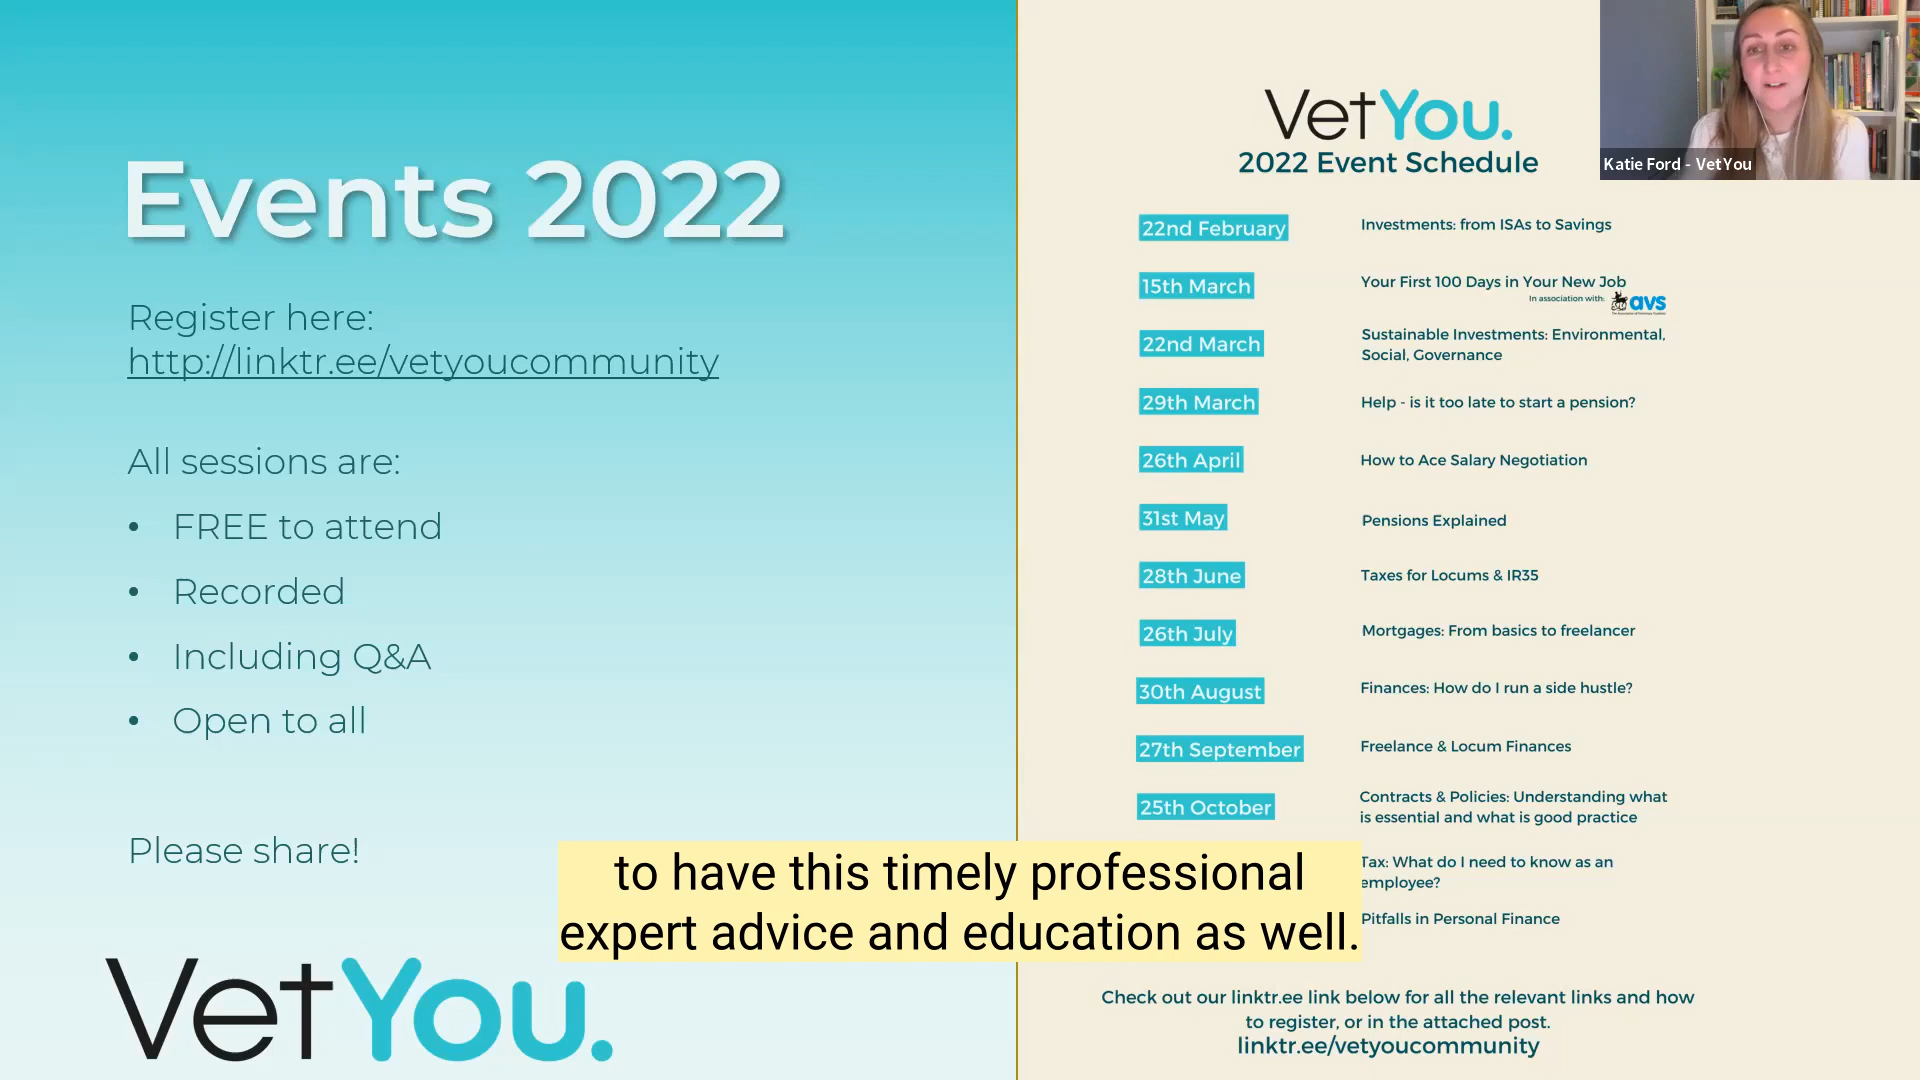 Events 2022
Register here:
http://linktr.ee/vetyoucommunity
All sessions are:
• FREE to attend
• Recorded
• Including Q&A
• Open to all
Please share!
VetYou.
VetYou.
2022 Event Schedule
22nd February
Investments: from ISAs to Savings
15th March
Your First 100 Days in Your New Job
In association with:
avs
22nd March
Sustainable Investments: Environmental,
Social, Governance
29th March
Help - is it too late to start a pension?
26th April
How to Ace Salary Negotiation
31st May
Pensions Explained
28th June
Taxes for Locums & IR35
26th July
Mortgages: From basics to freelancer
30th August
Finances: How do I run a side hustle?
27th September
Freelance & Locum Finances
25th October
Contracts & Policies: Understanding what
is essential and what is good practice
Tax: What do I need to know as an
employee?
Pitfalls in Personal Finance
Check out our linktr.ee link below for all the relevant links and how
to register, or in the attached post.
linktr.ee/vetyoucommunity
Katie Ford - VetYou
to have this timely professional
expert advice and education as well.